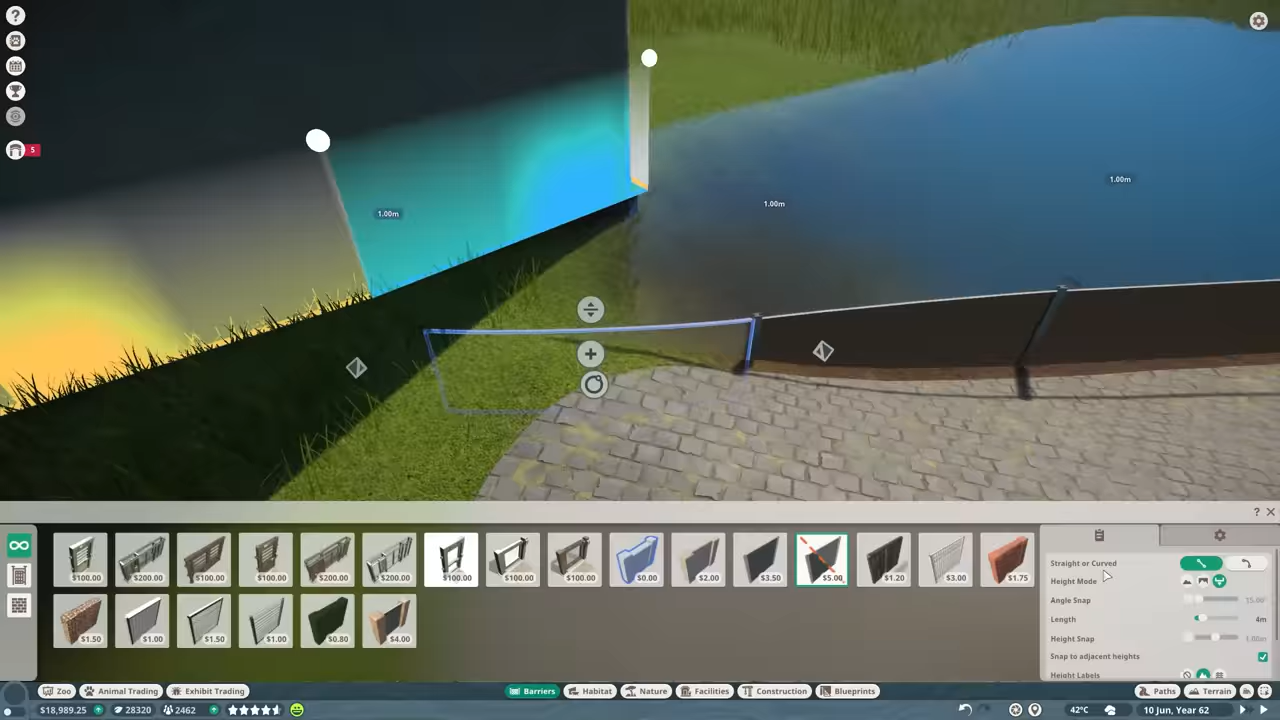 ?
5
1.00m
1.00m
1.00m
?
$100.00
$200.00
$100.00
$100.00
$200.00
$200.00
$100.00
$100.00
$100.00
$0.00
$2.00
$3.50
$5.00
$1.20
$3.00
$1.75
$1.50
$1.00
$1.50
$1.00
$0.80
$4.00
Straight or Curved
Height Mode
Angle Snap 15.00°
Length 4m
Height Snap 1.00m
Snap to adjacent heights
Height Labels
Zoo Animal Trading Exhibit Trading Barriers Habitat Nature Facilities Construction Blueprints Paths Terrain
$18,989.25 28320 2462 42°C 10 Jun, Year 62